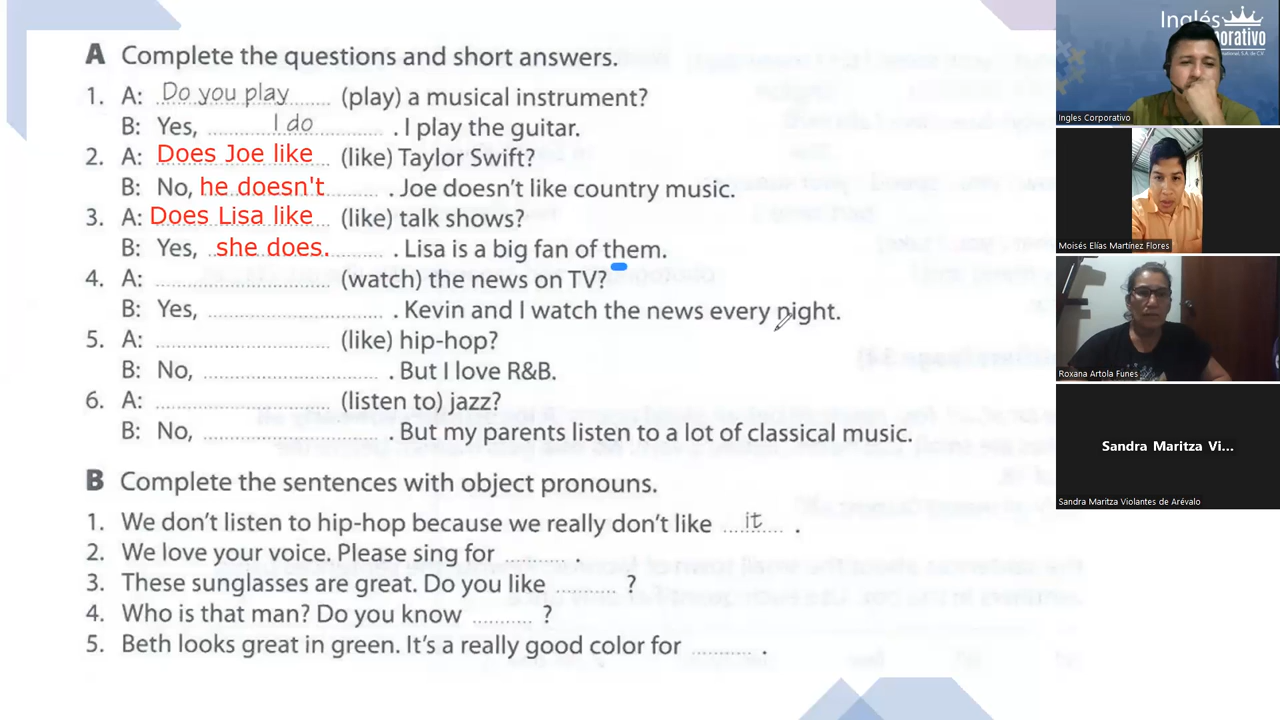 A Complete the questions and short answers.
1. A: Do you play (play) a musical instrument?
B: Yes, I do . I play the guitar.
2. A: Does Joe like (like) Taylor Swift?
B: No, he doesn't . Joe doesn't like country music.
3. A: Does Lisa like (like) talk shows?
B: Yes, she does. . Lisa is a big fan of them.
4. A: (watch) the news on TV?
B: Yes, . Kevin and I watch the news every night.
5. A: (like) hip-hop?
B: No, . But I love R&B.
6. A: (listen to) jazz?
B: No, . But my parents listen to a lot of classical music.
B Complete the sentences with object pronouns.
1. We don't listen to hip-hop because we really don't like it .
2. We love your voice. Please sing for .
3. These sunglasses are great. Do you like ?
4. Who is that man? Do you know ?
5. Beth looks great in green. It's a really good color for .
Inglés
Ingles Corporativo
Moisés Elías Martínez Flores
Roxana Artola Funes
Sandra Maritza Vi...
Sandra Maritza Violantes de Arévalo